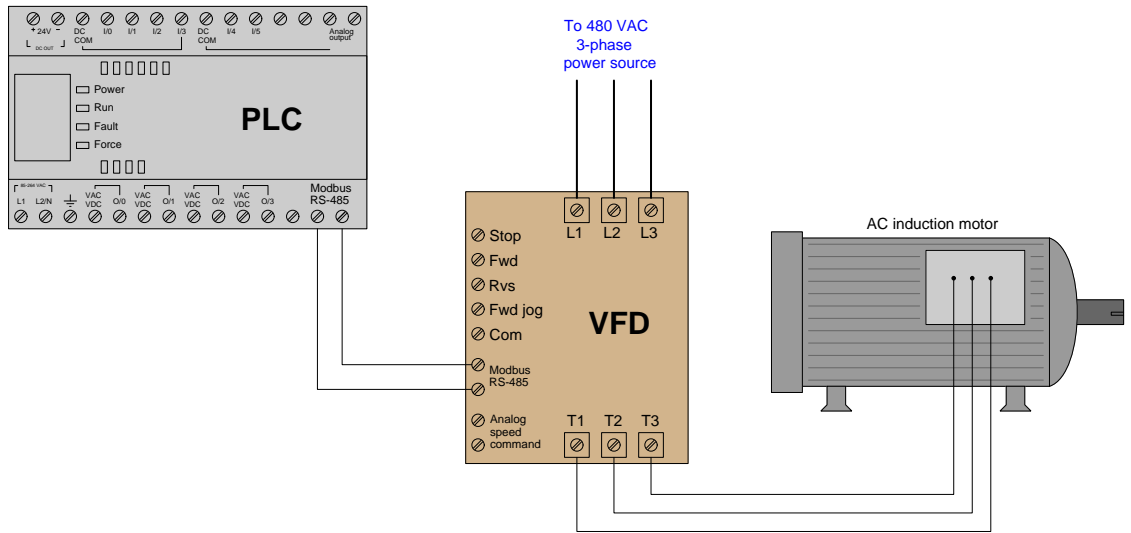 + 24V -
DC OUT
DC
COM
I/0
I/1
I/2
I/3
DC
COM
I/4
I/5
Analog
output
Power
Run
Fault
Force
PLC
85-264 VAC
L1
L2/N
VAC
VDC
O/0
VAC
VDC
O/1
VAC
VDC
O/2
VAC
VDC
O/3
Modbus
RS-485
To 480 VAC
3-phase
power source
L1
L2
L3
Stop
Fwd
Rvs
Fwd jog
Com
Modbus
RS-485
Analog
speed
command
VFD
T1
T2
T3
AC induction motor